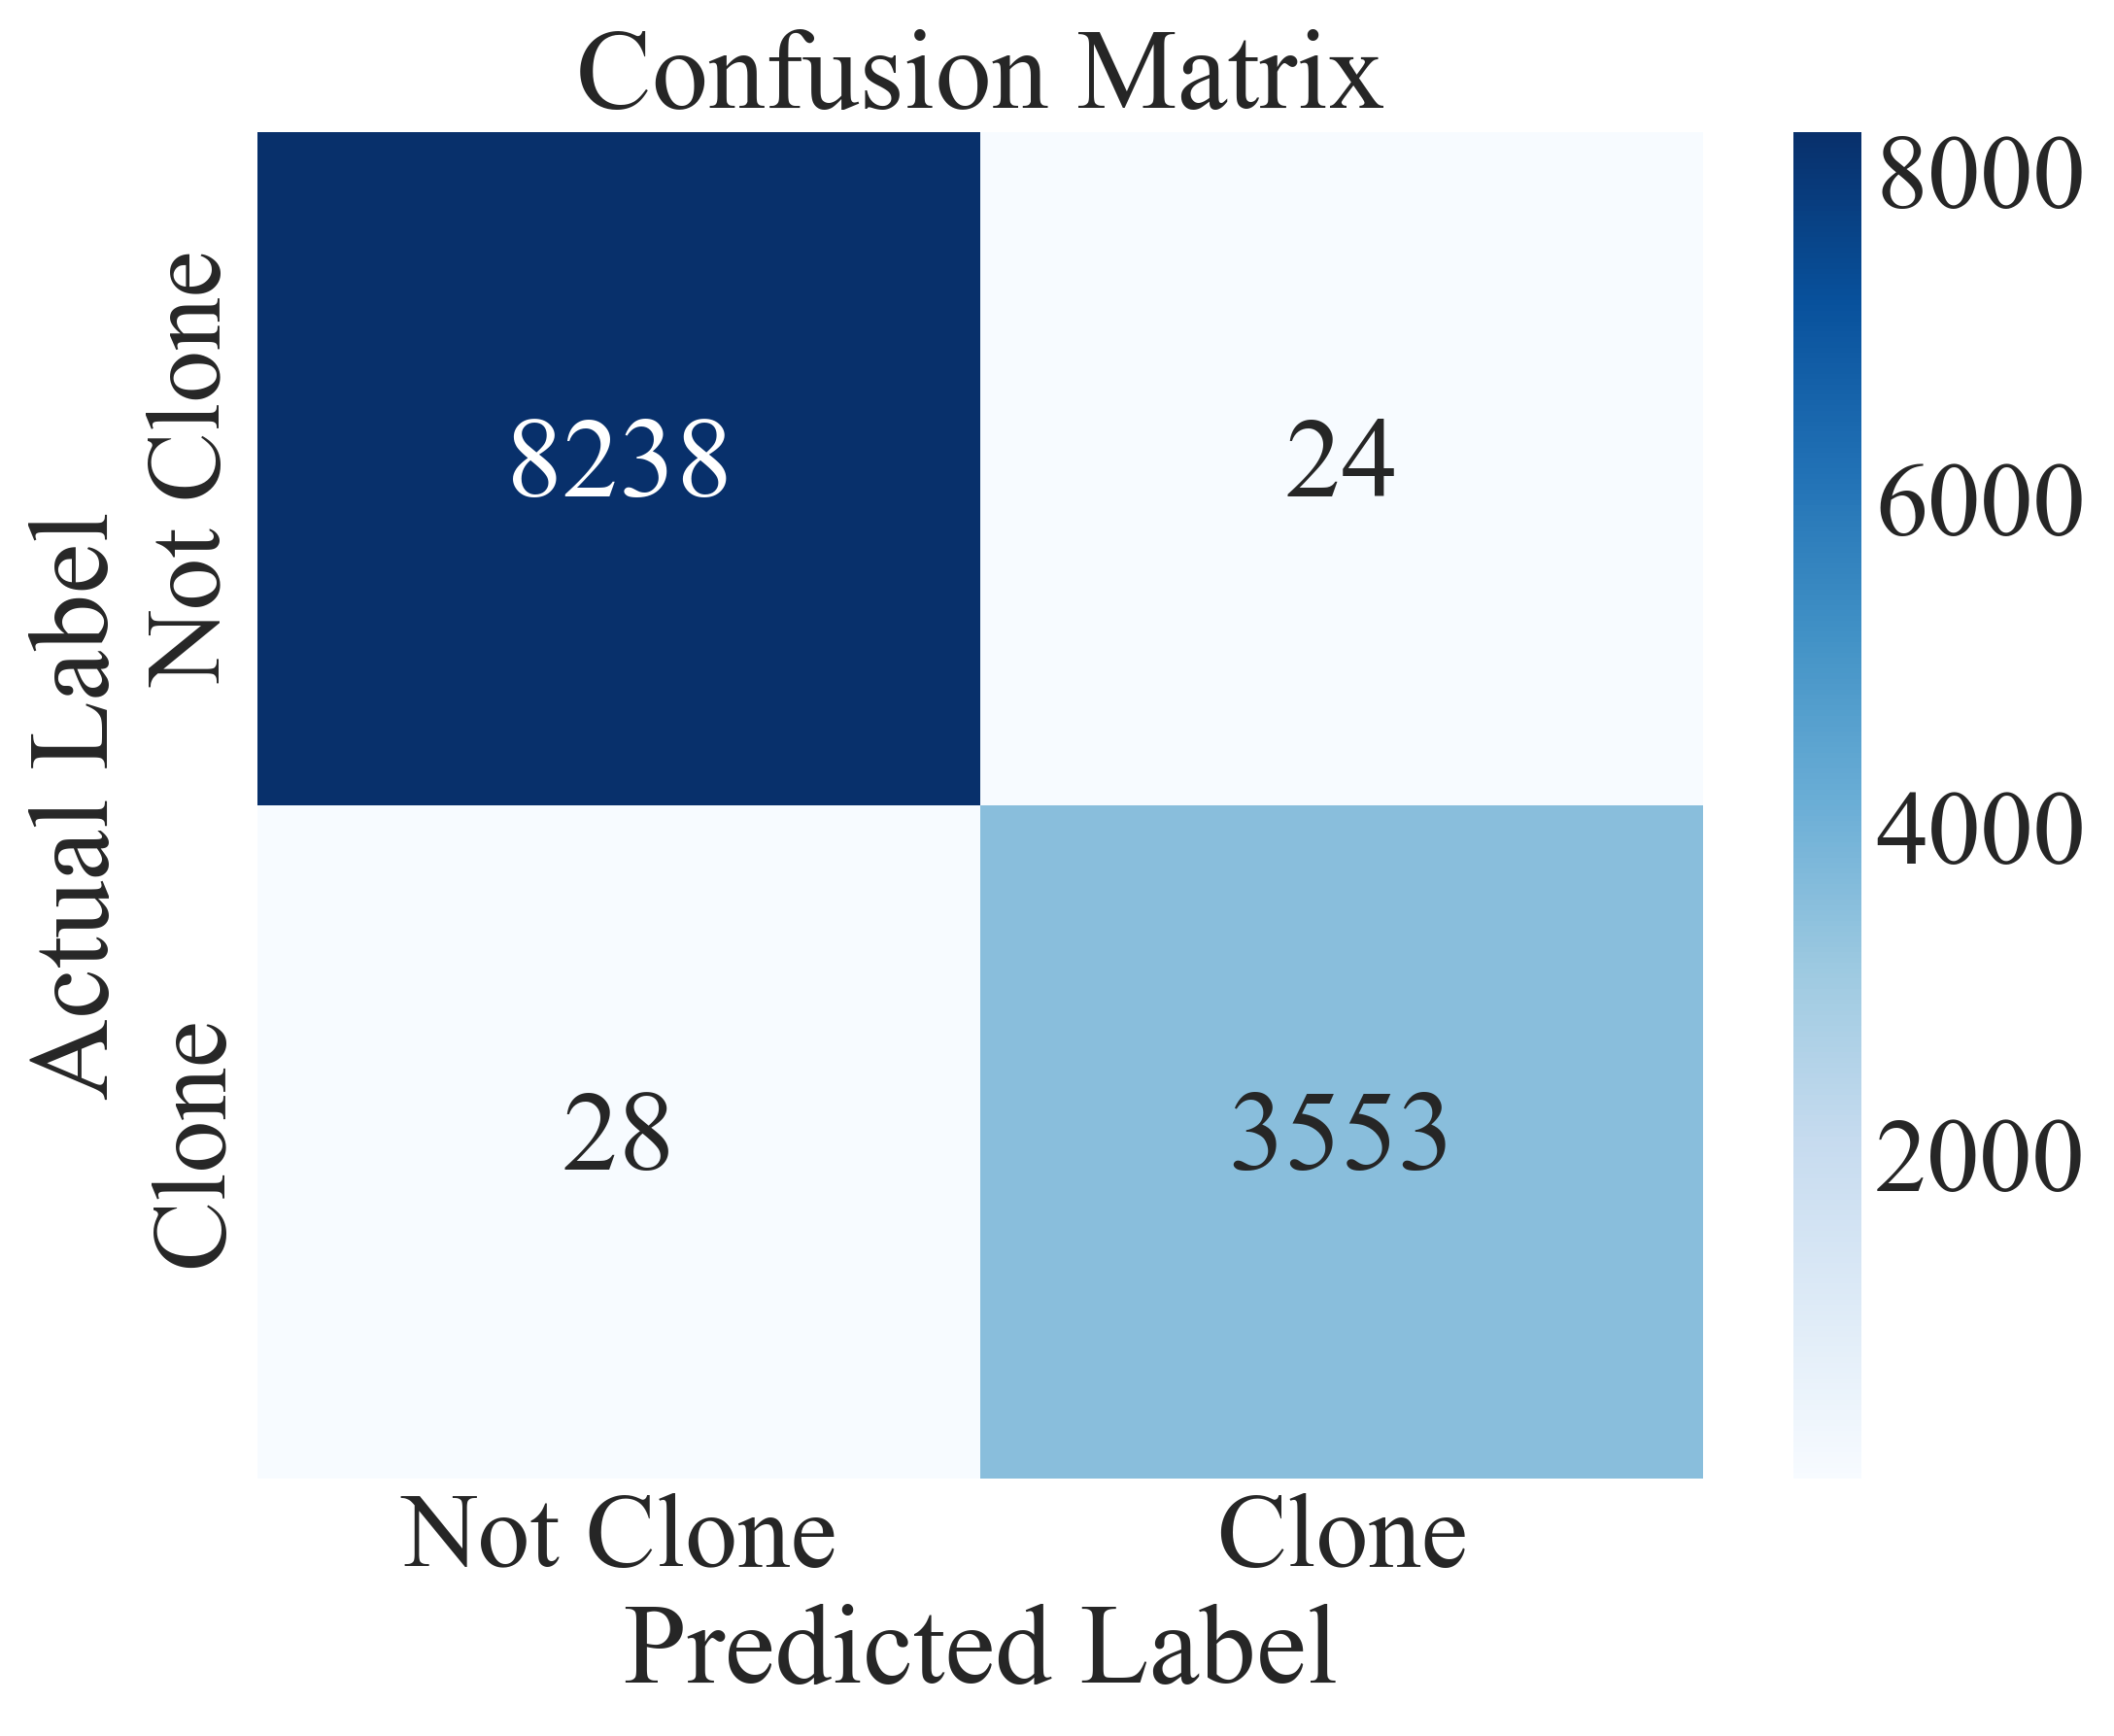 Confusion Matrix
Actual Label
Not Clone
Clone
8238
24
28
3553
Not Clone
Clone
Predicted Label
8000
6000
4000
2000